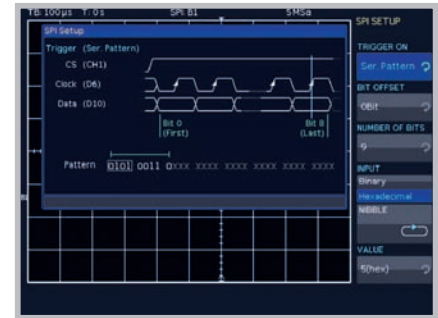 TB:100µs T:0s SPI B1 5MSa
SPI SETUP
SPI Setup
Trigger (Ser. Pattern)
CS (CH1)
Clock (D6)
Data (D10)
Bit 0
(First)
Bit 8
(Last)
Pattern 0101 0011 0XXX XXXX XXXX XXXX XXXX XXXX
TRIGGER ON
Ser. Pattern
BIT OFFSET
0Bit
NUMBER OF BITS
9
INPUT
Binary
Hexadecimal
NIBBLE
VALUE
5(hex)